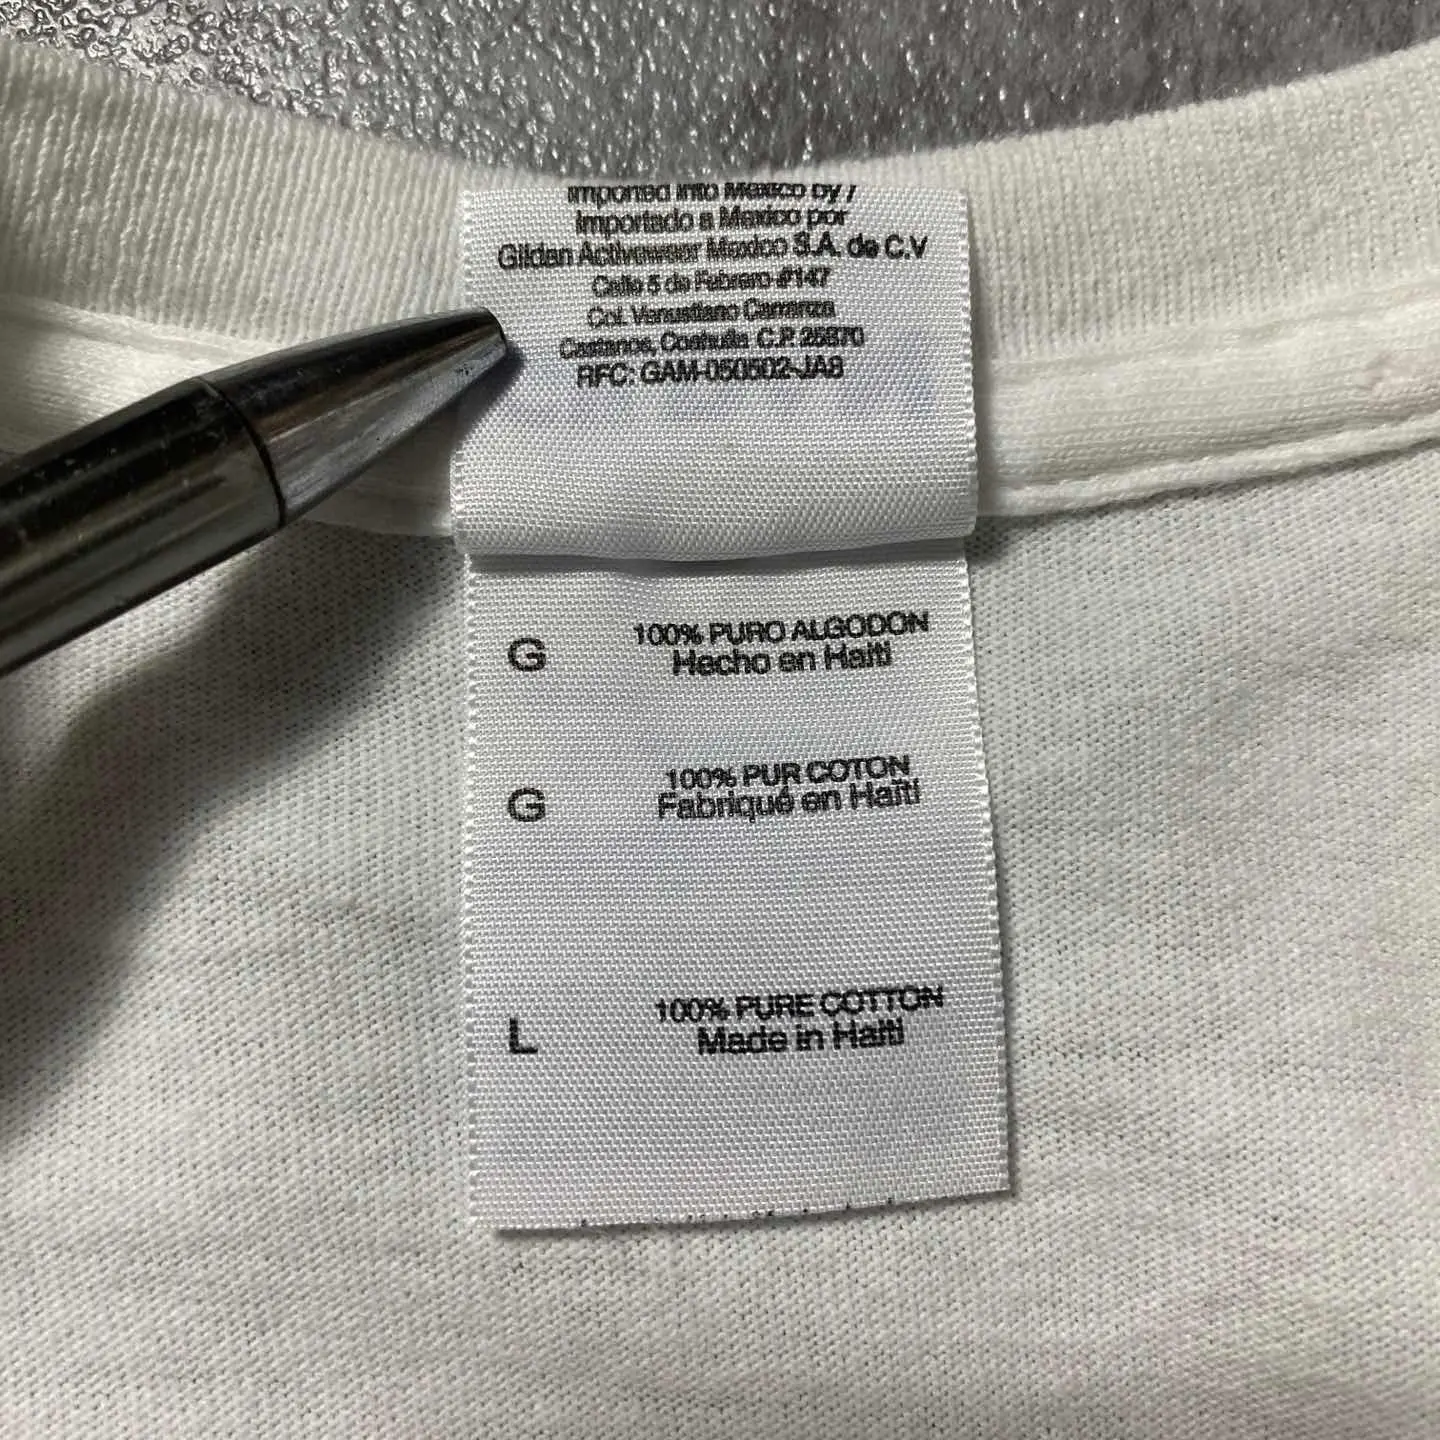 Imported into Mexico by /
Importado a Mexico por
Gildan Activewear Mexico S.A. de C.V
Calle 5 de Febrero #147
Col. Venustiano Carranza
Castanos, Coahuila C.P. 25870
RFC: GAM-050502-JA8
G
100% PURO ALGODON
Hecho en Haiti
G
100% PUR COTON
Fabriqué en Haïti
L
100% PURE COTTON
Made in Haiti